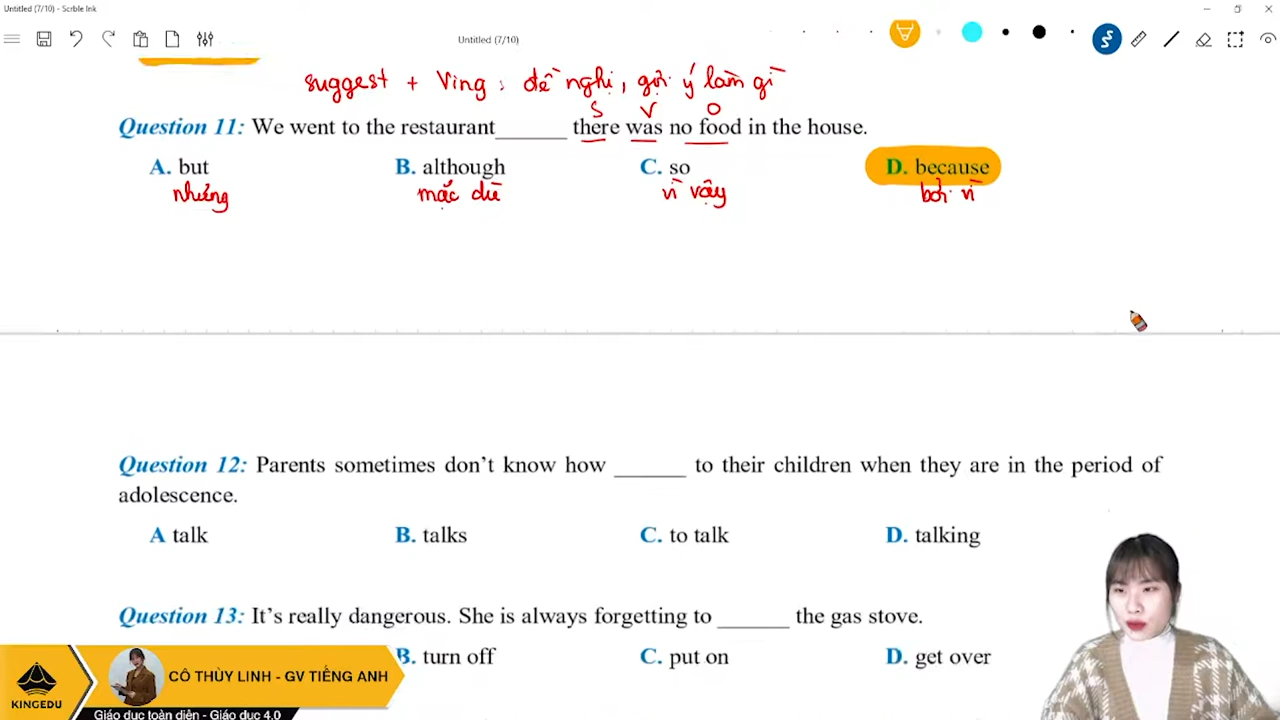 Untitled (7/10) - Scrble Ink
Untitled (7/10)
suggest + Ving : đề nghị, gợi ý làm gì
S V O
Question 11: We went to the restaurant______ there was no food in the house.
A. but B. although C. so D. because
nhưng mặc dù vì vậy bởi vì
Question 12: Parents sometimes don't know how ______ to their children when they are in the period of
adolescence.
A talk B. talks C. to talk D. talking
Question 13: It's really dangerous. She is always forgetting to ______ the gas stove.
B. turn off C. put on D. get over
CÔ THÙY LINH - GV TIẾNG ANH
KINGEDU
Giáo dục toàn diện - Giáo dục 4.0